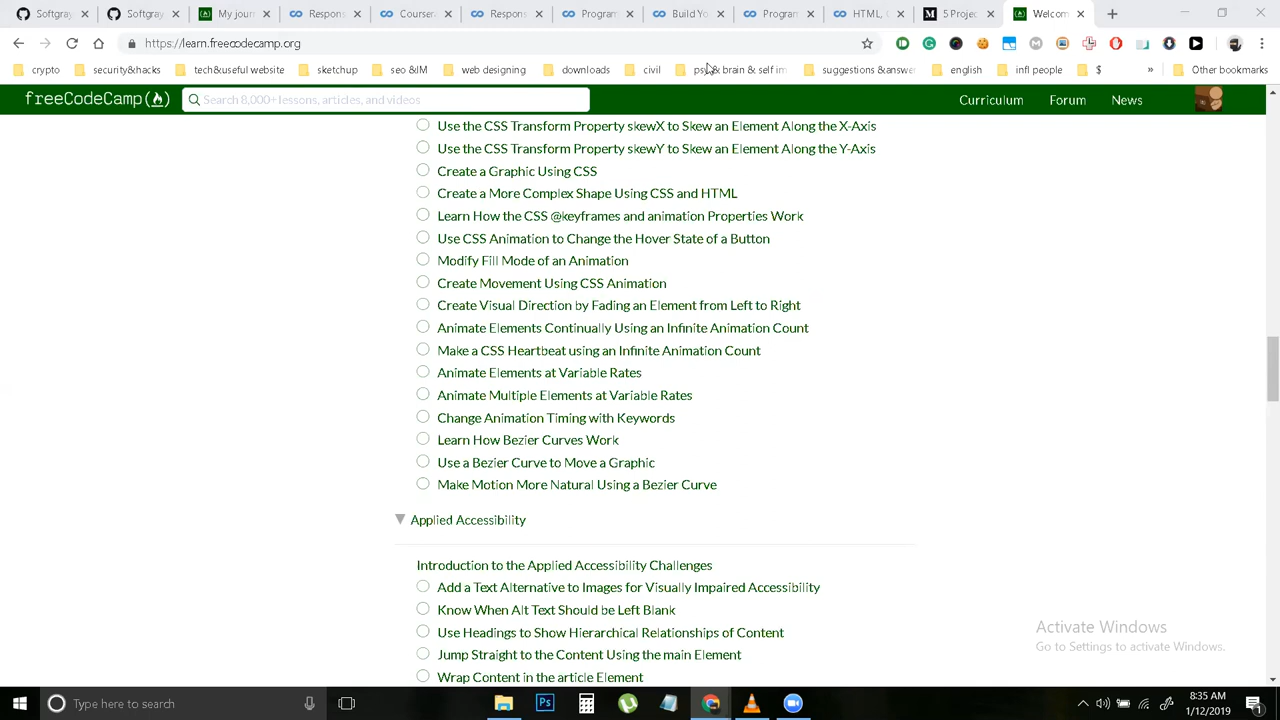 Softgray
Softgray
My journ
Resource
Courser
Respons
Program
Build Yo
Program
HTML, C
5 Projec
Welcom
https://learn.freecodecamp.org
crypto
security&hacks
tech&useful website
sketchup
seo &IM
web designing
downloads
civil
brain & self im
suggestions &answe
english
infl people
$
»
Other bookmarks
freeCodeCamp
Search 8,000+ lessons, articles, and videos
Curriculum
Forum
News
Use the CSS Transform Property skewX to Skew an Element Along the X-Axis
Use the CSS Transform Property skewY to Skew an Element Along the Y-Axis
Create a Graphic Using CSS
Create a More Complex Shape Using CSS and HTML
Learn How the CSS @keyframes and animation Properties Work
Use CSS Animation to Change the Hover State of a Button
Modify Fill Mode of an Animation
Create Movement Using CSS Animation
Create Visual Direction by Fading an Element from Left to Right
Animate Elements Continually Using an Infinite Animation Count
Make a CSS Heartbeat using an Infinite Animation Count
Animate Elements at Variable Rates
Animate Multiple Elements at Variable Rates
Change Animation Timing with Keywords
Learn How Bezier Curves Work
Use a Bezier Curve to Move a Graphic
Make Motion More Natural Using a Bezier Curve
Applied Accessibility
Introduction to the Applied Accessibility Challenges
Add a Text Alternative to Images for Visually Impaired Accessibility
Know When Alt Text Should be Left Blank
Use Headings to Show Hierarchical Relationships of Content
Jump Straight to the Content Using the main Element
Wrap Content in the article Element
Activate Windows
Go to Settings to activate Windows.
Type here to search
8:35 AM
1/12/2019